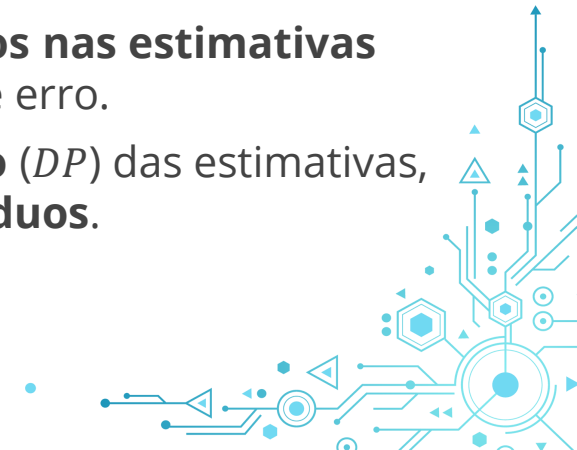 os nas estimativas
e erro.
o (DP) das estimativas,
duos.